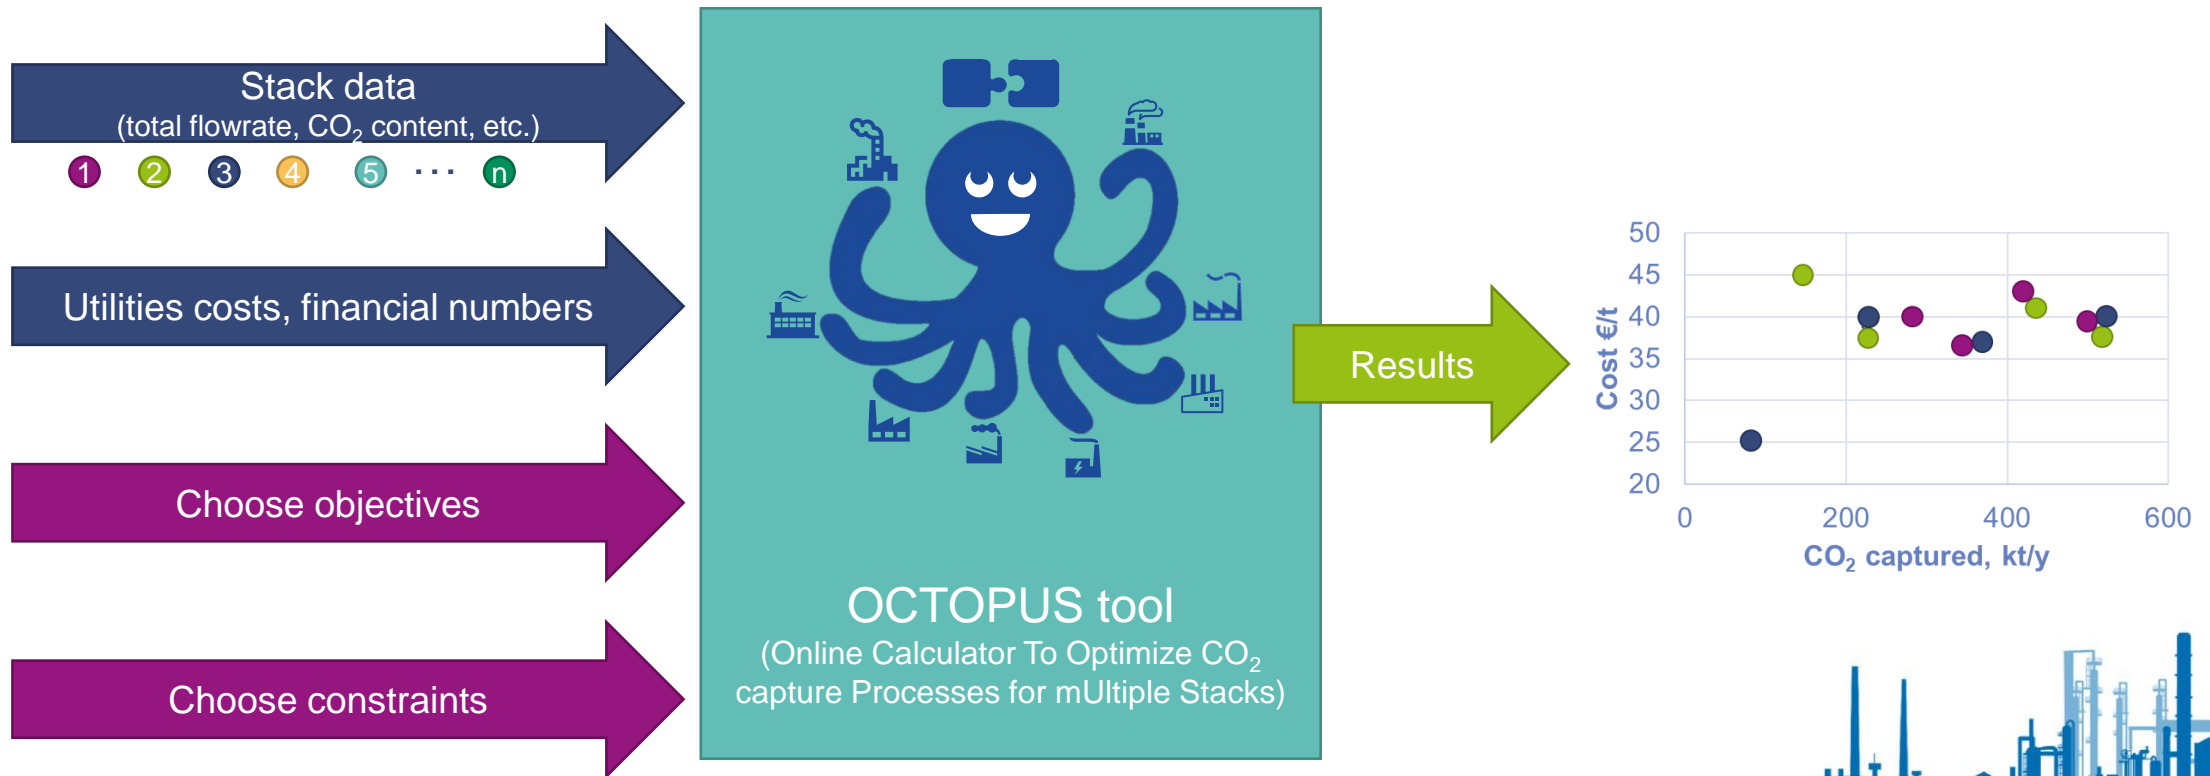 Stack data
(total flowrate, CO₂ content, etc.)
1 2 3 4 5 ... n
Utilities costs, financial numbers
Choose objectives
Choose constraints
OCTOPUS tool
(Online Calculator To Optimize CO₂
capture Processes for mUltiple Stacks)
Results
Cost €/t
50
45
40
35
30
25
20
0 200 400 600
CO₂ captured, kt/y